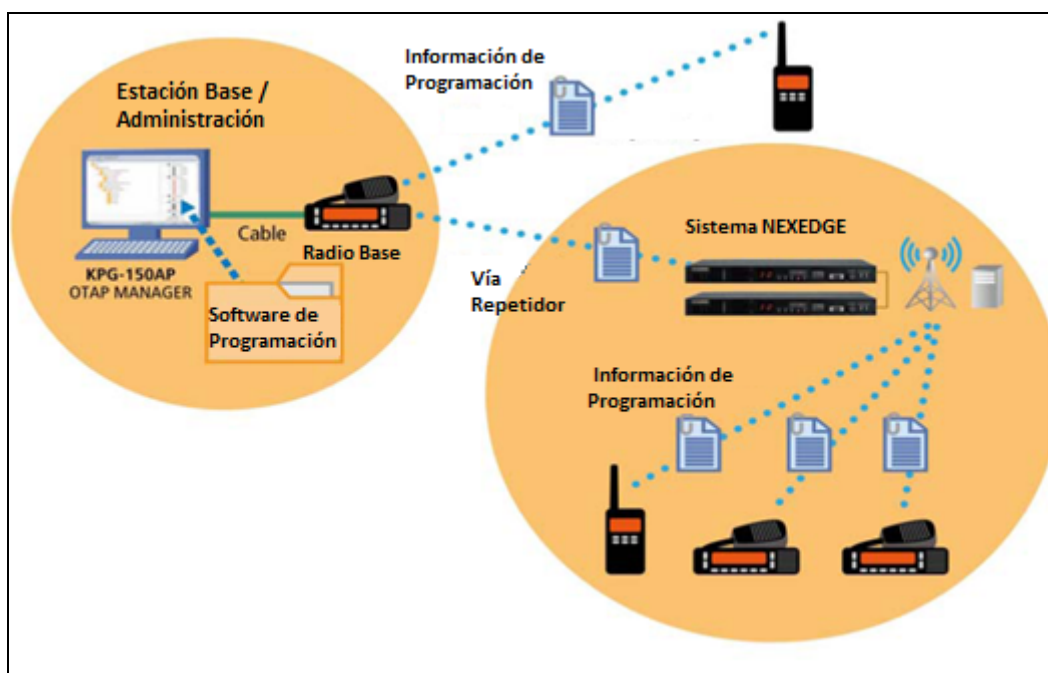 Información de
Programación
Estación Base /
Administración
Cable
Radio Base
KPG-150AP
OTAP MANAGER
Software de
Programación
Vía
Repetidor
Sistema NEXEDGE
Información de
Programación